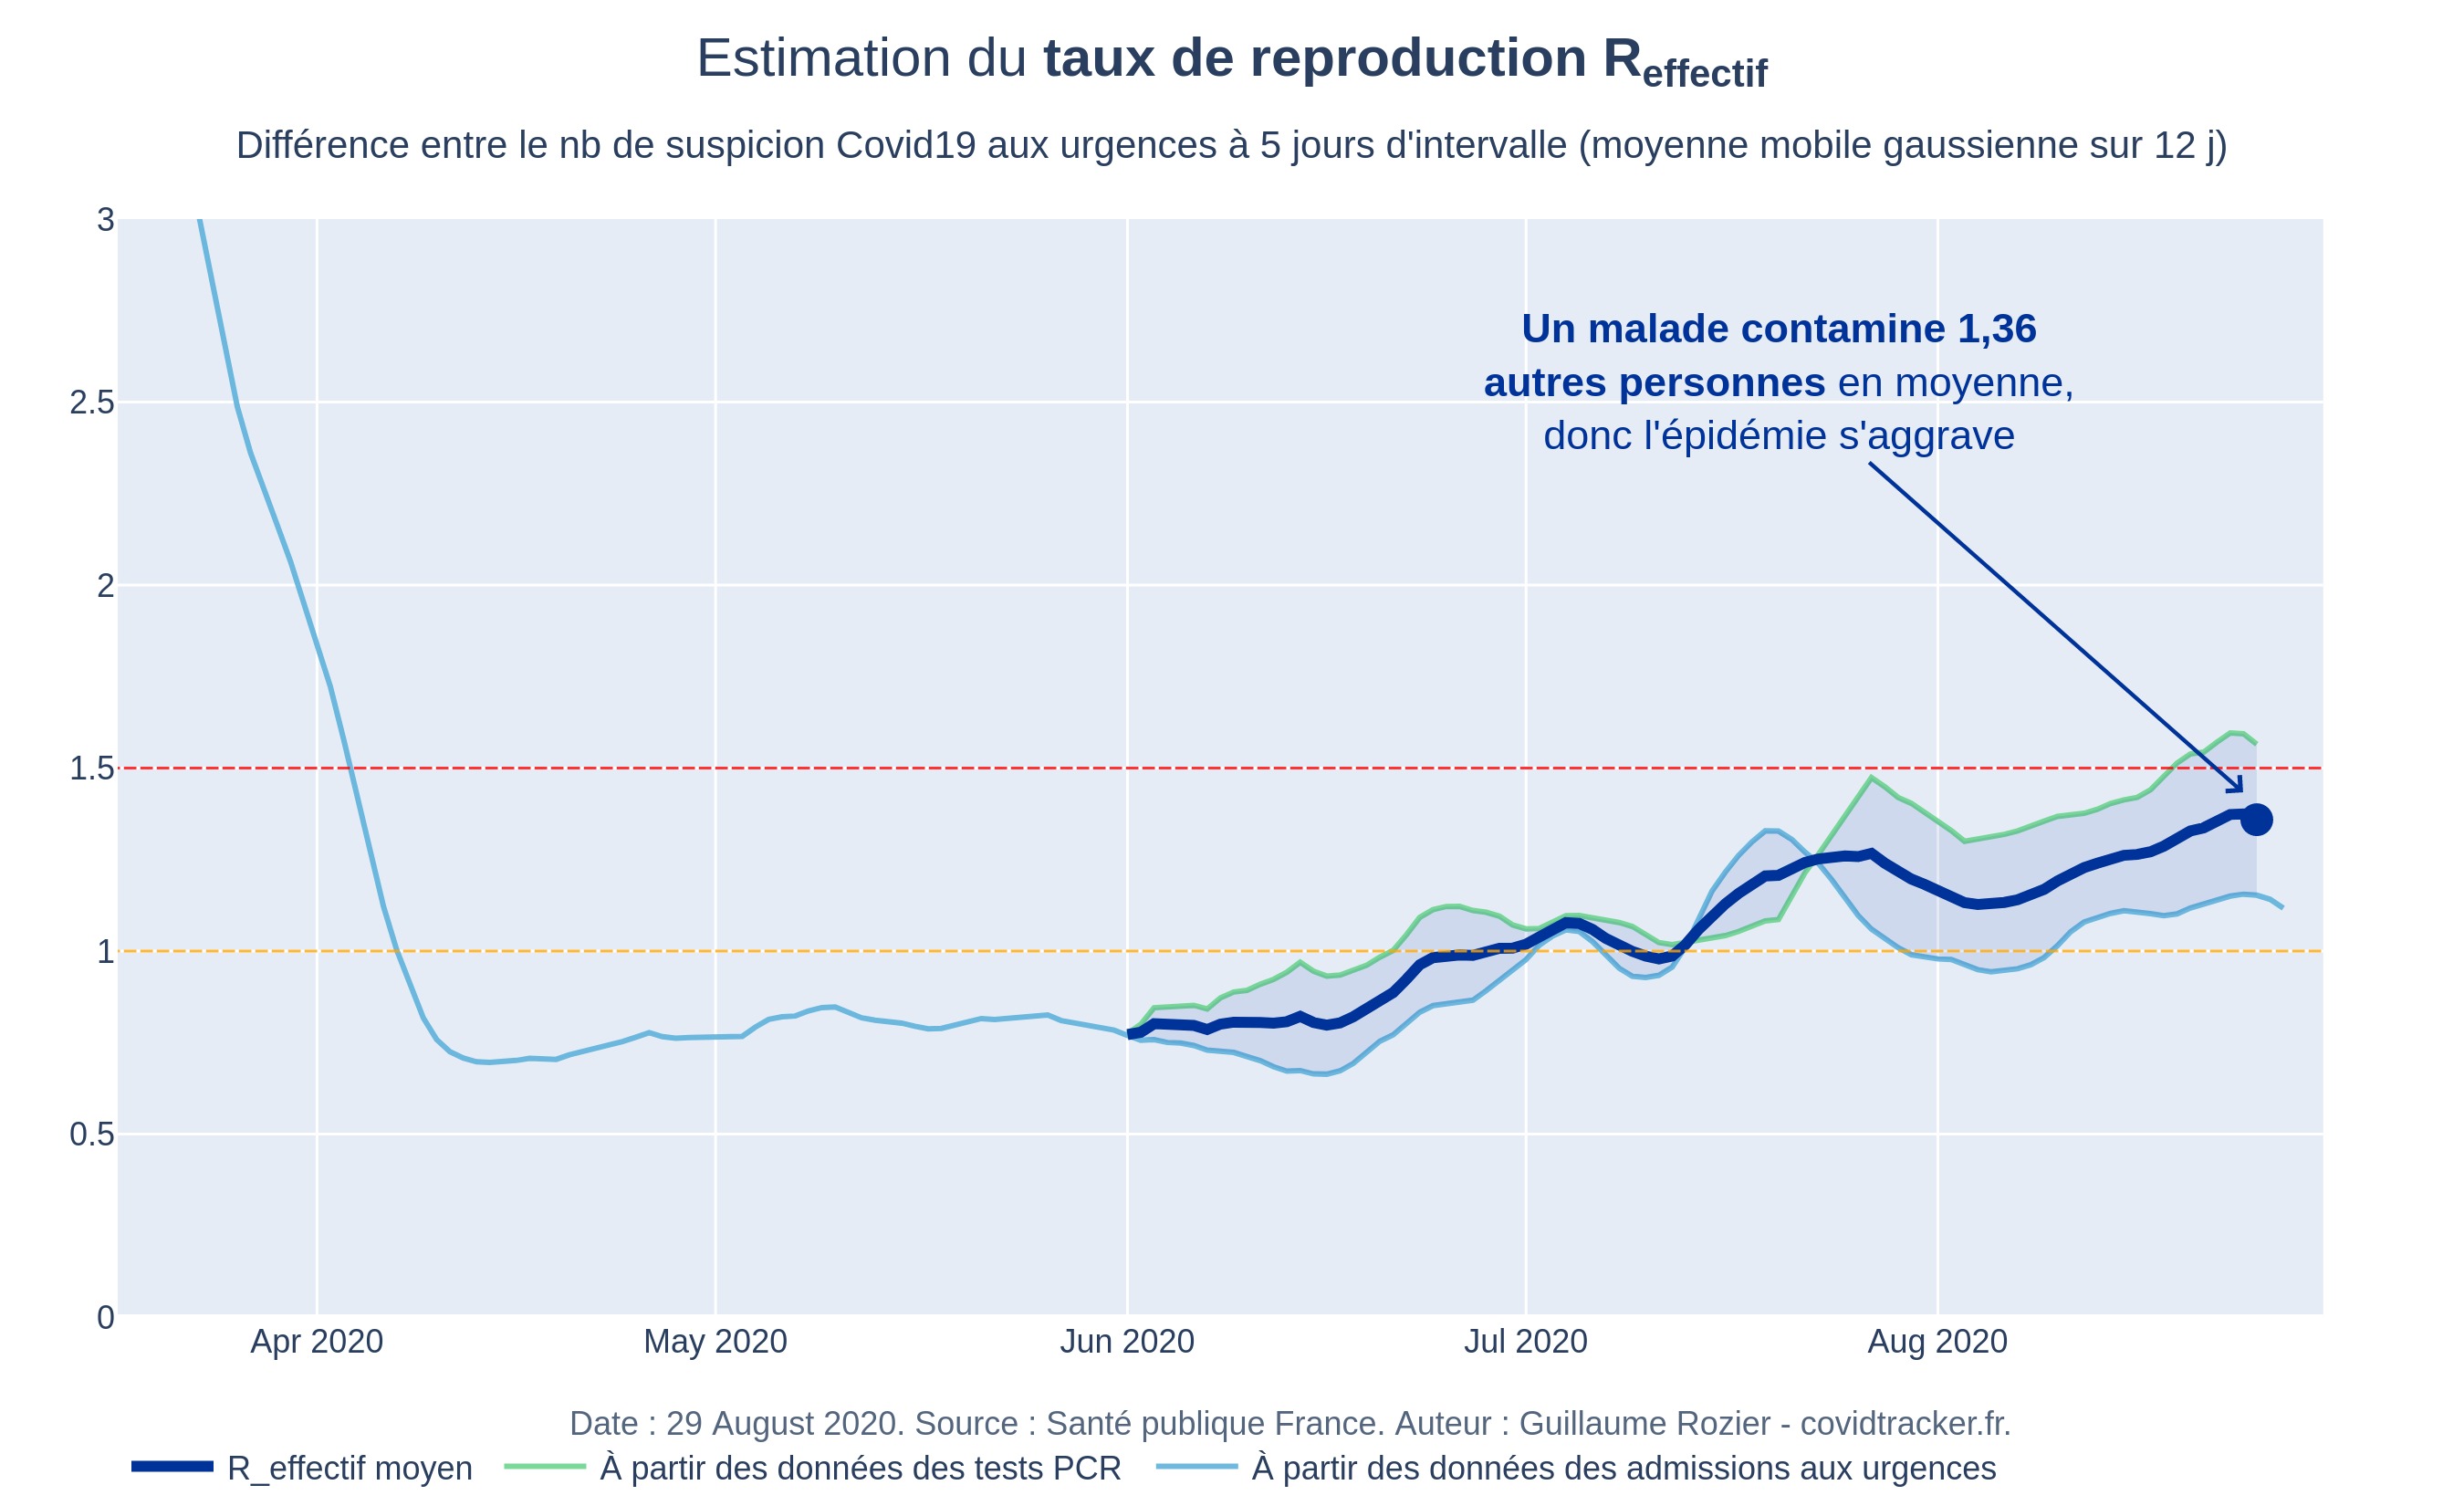 Estimation du taux de reproduction Reffectif
Différence entre le nb de suspicion Covid19 aux urgences à 5 jours d'intervalle (moyenne mobile gaussienne sur 12 j)
3
2.5
2
1.5
1
0.5
0
Un malade contamine 1,36
autres personnes en moyenne,
donc l'épidémie s'aggrave
Apr 2020 May 2020 Jun 2020 Jul 2020 Aug 2020
Date : 29 August 2020. Source : Santé publique France. Auteur : Guillaume Rozier - covidtracker.fr.
R_effectif moyen À partir des données des tests PCR À partir des données des admissions aux urgences